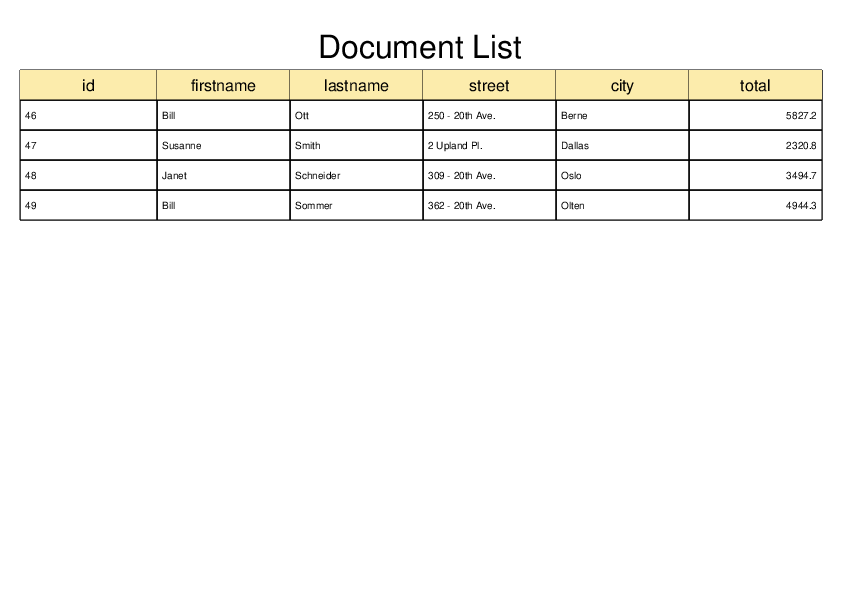 Document List
id firstname lastname street city total
46 Bill Ott 250 - 20th Ave. Berne 5827.2
47 Susanne Smith 2 Upland Pl. Dallas 2320.8
48 Janet Schneider 309 - 20th Ave. Oslo 3494.7
49 Bill Sommer 362 - 20th Ave. Olten 4944.3